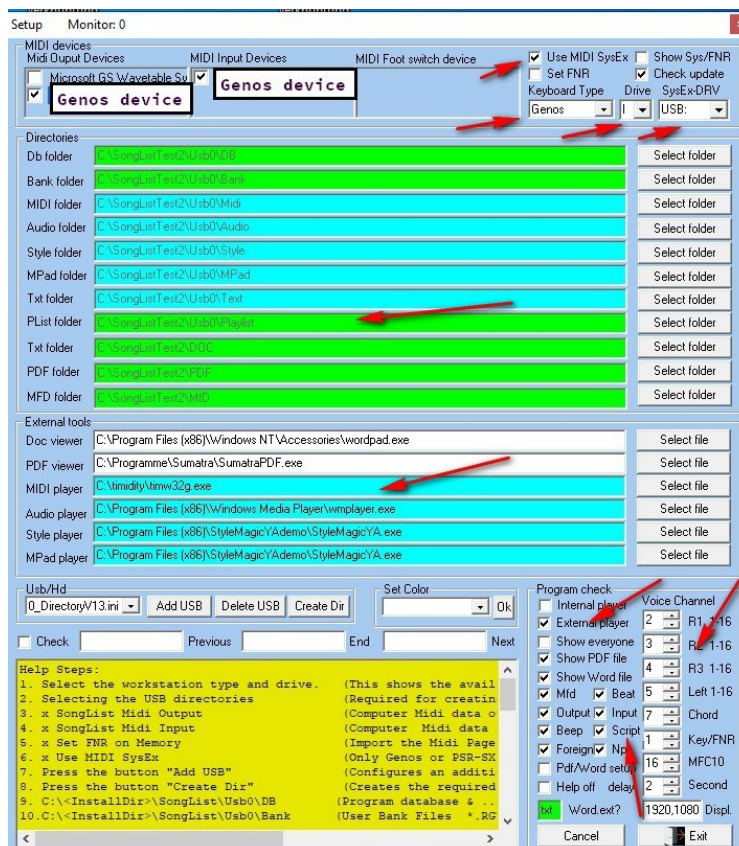 Setup Monitor: 0
MIDI devices
Midi Ouput Devices MIDI Input Devices MIDI Foot switch device
Microsoft GS Wavetable Sy
Genos device
Genos device
Use MIDI SysEx Show Sys/FNR
Set FNR Check update
Keyboard Type Drive SysEx-DRV
Genos I USB:
Directories
Db folder C:\SongListTest2\Usb0\DB Select folder
Bank folder C:\SongListTest2\Usb0\Bank Select folder
MIDI folder C:\SongListTest2\Usb0\Midi Select folder
Audio folder C:\SongListTest2\Usb0\Audio Select folder
Style folder C:\SongListTest2\Usb0\Style Select folder
MPad folder C:\SongListTest2\Usb0\MPad Select folder
Txt folder C:\SongListTest2\Usb0\Text Select folder
PList folder C:\SongListTest2\Usb0\Playlist Select folder
Txt folder C:\SongListTest2\DOC Select folder
PDF folder C:\SongListTest2\PDF Select folder
MFD folder C:\SongListTest2\MfD Select folder
External tools
Doc viewer C:\Program Files (x86)\Windows NT\Accessories\wordpad.exe Select file
PDF viewer C:\Programme\Sumatra\SumatraPDF.exe Select file
MIDI player C:\timidity\timw32g.exe Select file
Audio player C:\Program Files (x86)\Windows Media Player\wmplayer.exe Select file
Style player C:\Program Files (x86)\StyleMagicYAdemo\StyleMagicYA.exe Select file
MPad player C:\Program Files (x86)\StyleMagicYAdemo\StyleMagicYA.exe Select file
Usb/Hd
0_DirectoryV13.ini Add USB Delete USB Create Dir
Set Color
Ok
Check Previous End Next
Help Steps:
1. Select the workstation type and drive. (This shows the avail
2. Selecting the USB directories (Required for creatin
3. x SongList Midi Output (Computer Midi data o
4. x SongList Midi Input (Computer Midi data
5. x Set FNR on Memory (Import the Midi Page
6. x Use MIDI SysEx (Only Genos or PSR-SX
7. Press the button "Add USB" (Configures an additi
8. Press the button "Create Dir" (Creates the required
9. C:\<InstallDir>\SongList\Usb0\DB (Program database & ..
10.C:\<InstallDir>\SongList\Usb0\Bank (User Bank Files *.RG
Program check
Internal player Voice Channel
External player 2 R1 1-16
Show everyone 3 R2 1-16
Show PDF file
Show Word file 4 R3 1-16
Mfd Beat 5 Left 1-16
Output Input 7 Chord
Beep Script 1 Key/FNR
Foreign
Pdf/Word setup 16 MFC10
Help off delay 2 Second
txt Word.ext? 1920,1080 Displ.
Cancel Exit